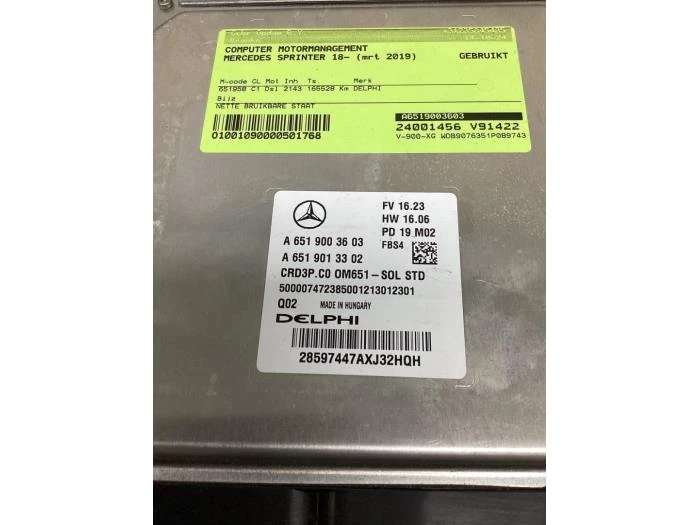 COMPUTER MOTORMANAGEMENT
MERCEDES SPRINTER 18- (mrt 2019) GEBRUIKT
M-code CL Mot Inh Ts. Merk
651958 C1 Dsl 2143 165528 Km DELPHI
Bijz
NETTE BRUIKBARE STAAT
A6519003603
24001456 V91422
01001090000501768
V-900-XG WDB9076351P089743
FV 16.23
HW 16.06
PD 19 M02
FBS4
A 651 900 36 03
A 651 901 33 02
CRD3P.C0 OM651-SOL STD
500007472385001213012301
Q02 MADE IN HUNGARY
DELPHI
28597447AXJ32HQH